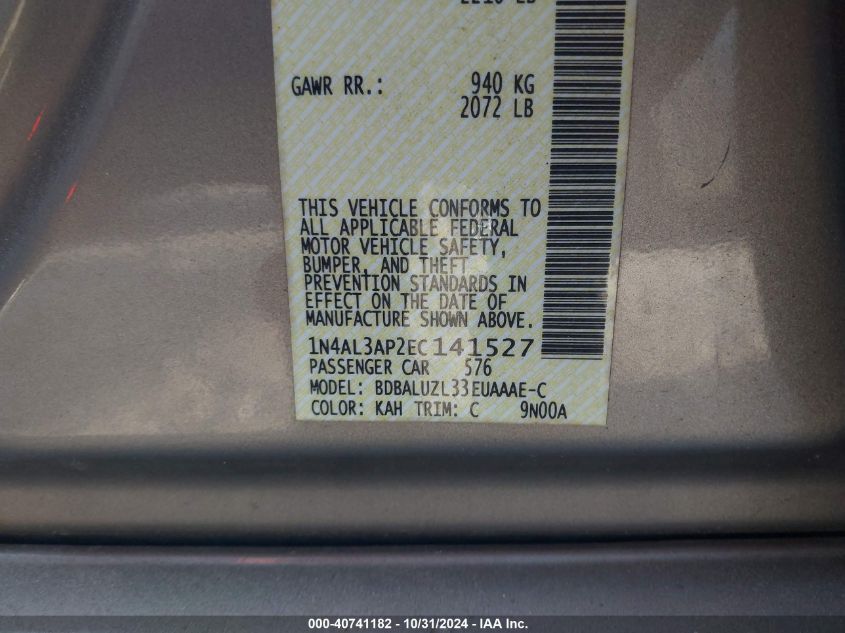 GAWR RR.: 940 KG
2072 LB
THIS VEHICLE CONFORMS TO
ALL APPLICABLE FEDERAL
MOTOR VEHICLE SAFETY,
BUMPER, AND THEFT
PREVENTION STANDARDS IN
EFFECT ON THE DATE OF
MANUFACTURE SHOWN ABOVE.
1N4AL3AP2EC141527
PASSENGER CAR 576
MODEL: BDBALUZL33EUAAAE-C
COLOR: KAH TRIM: C 9N00A
000-40741182 - 10/31/2024 - IAA Inc.